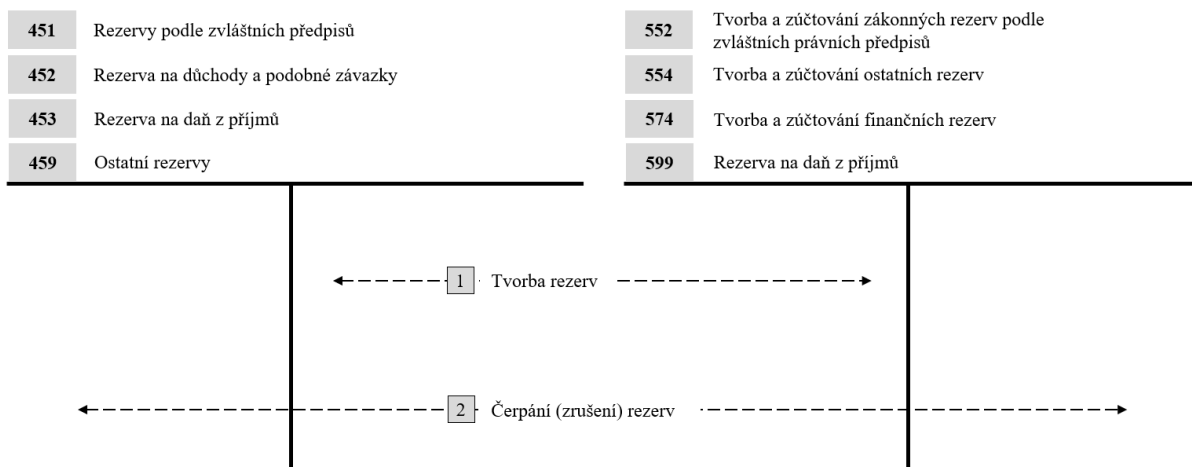 451 Rezervy podle zvláštních předpisů
452 Rezerva na důchody a podobné závazky
453 Rezerva na daň z příjmů
459 Ostatní rezervy
552 Tvorba a zúčtování zákonných rezerv podle
zvláštních právních předpisů
554 Tvorba a zúčtování ostatních rezerv
574 Tvorba a zúčtování finančních rezerv
599 Rezerva na daň z příjmů
1 Tvorba rezerv
2 Čerpání (zrušení) rezerv